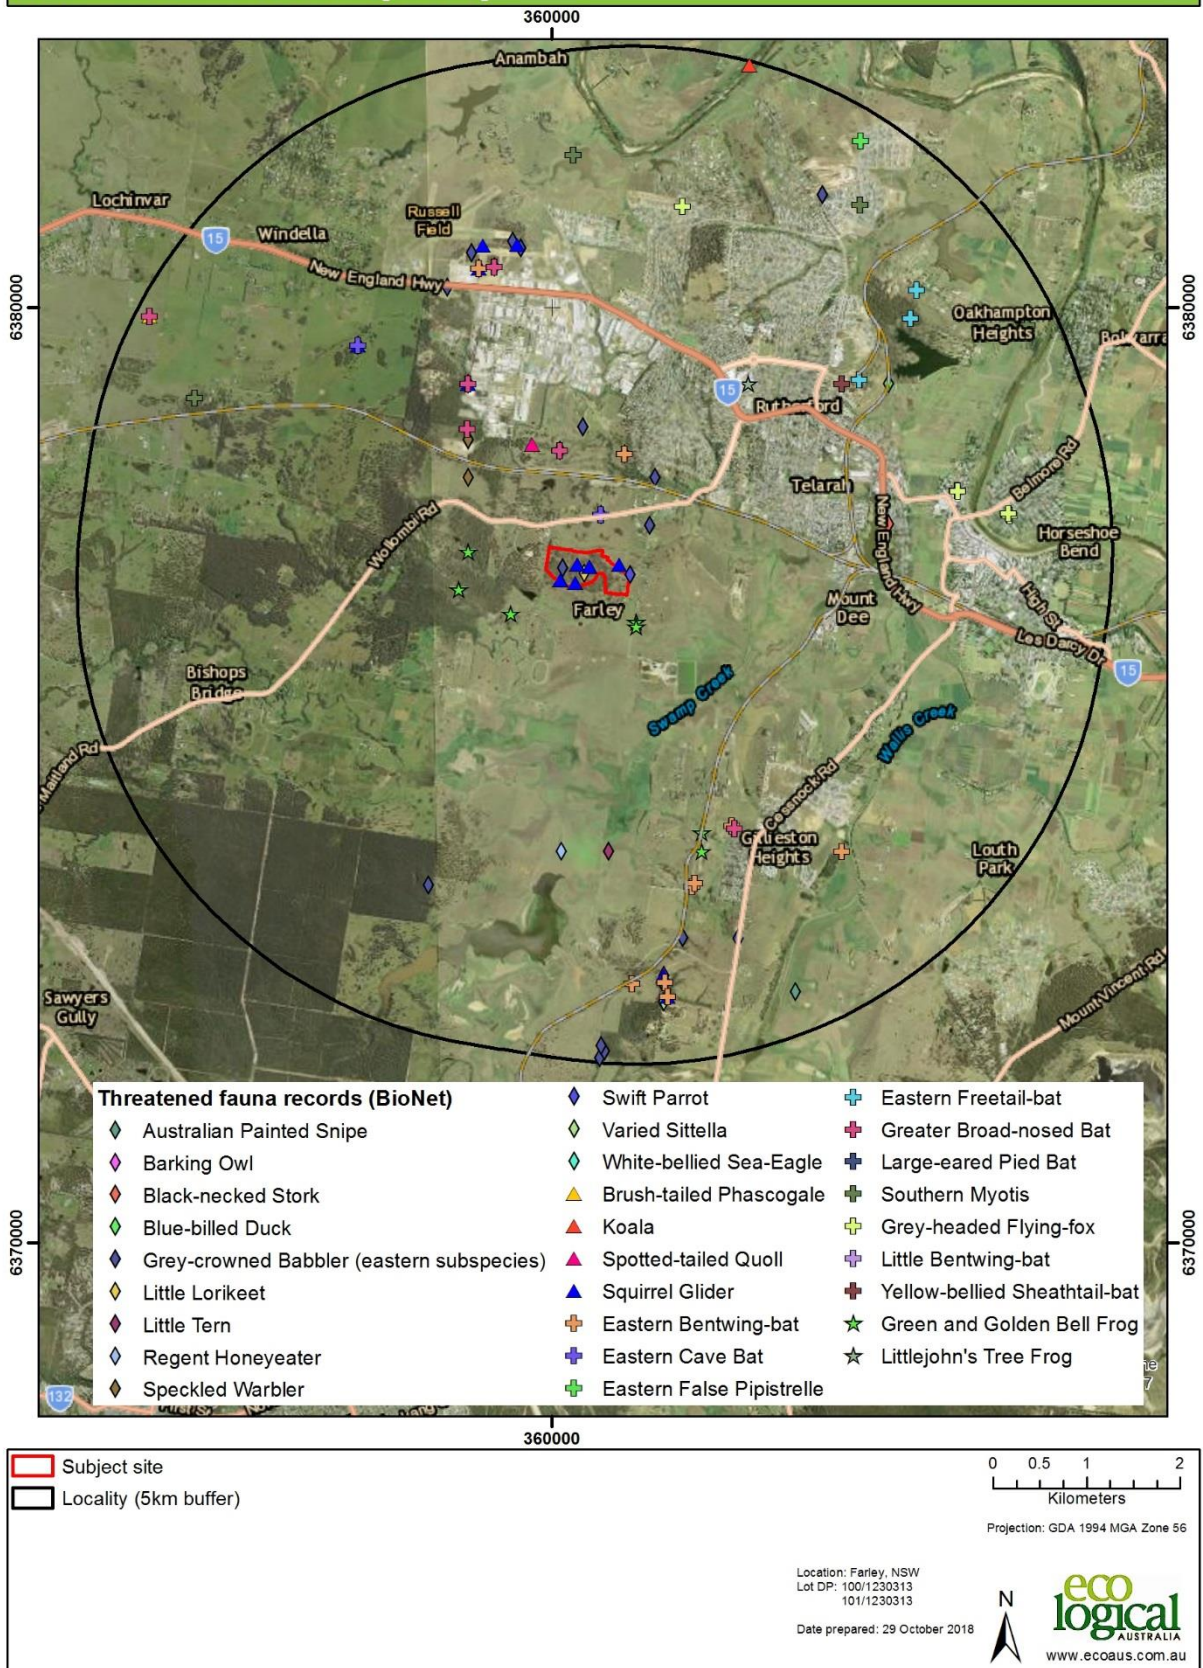 360000
Anambah
Lochinvar
15
Windella
Russell
Field
New England Hwy
6380000
6380000
Oakhampton
Heights
Bolwarra
15
Rutherford
Telarah
Belmore Rd
Wollombi Rd
Horseshoe
Bend
New England Hwy
Farley
Mount
Dee
High St
Les Darcy Dr
15
Bishops
Bridge
Swamp Creek
Wallis Creek
Maitland Rd
Cessnock Rd
Gillieston
Heights
Louth
Park
Sawyers
Gully
Mount Vincent Rd
Threatened fauna records (BioNet)
Australian Painted Snipe
Barking Owl
Black-necked Stork
Blue-billed Duck
Grey-crowned Babbler (eastern subspecies)
Little Lorikeet
Little Tern
Regent Honeyeater
Speckled Warbler
Swift Parrot
Varied Sittella
White-bellied Sea-Eagle
Brush-tailed Phascogale
Koala
Spotted-tailed Quoll
Squirrel Glider
Eastern Bentwing-bat
Eastern Cave Bat
Eastern False Pipistrelle
Eastern Freetail-bat
Greater Broad-nosed Bat
Large-eared Pied Bat
Southern Myotis
Grey-headed Flying-fox
Little Bentwing-bat
Yellow-bellied Sheathtail-bat
Green and Golden Bell Frog
Littlejohn's Tree Frog
6370000
6370000
132
360000
Subject site
Locality (5km buffer)
0 0.5 1 2
Kilometers
Projection: GDA 1994 MGA Zone 56
Location: Farley, NSW
Lot DP: 100/1230313
101/1230313
Date prepared: 29 October 2018
N
eco
logical
AUSTRALIA
www.ecoaus.com.au